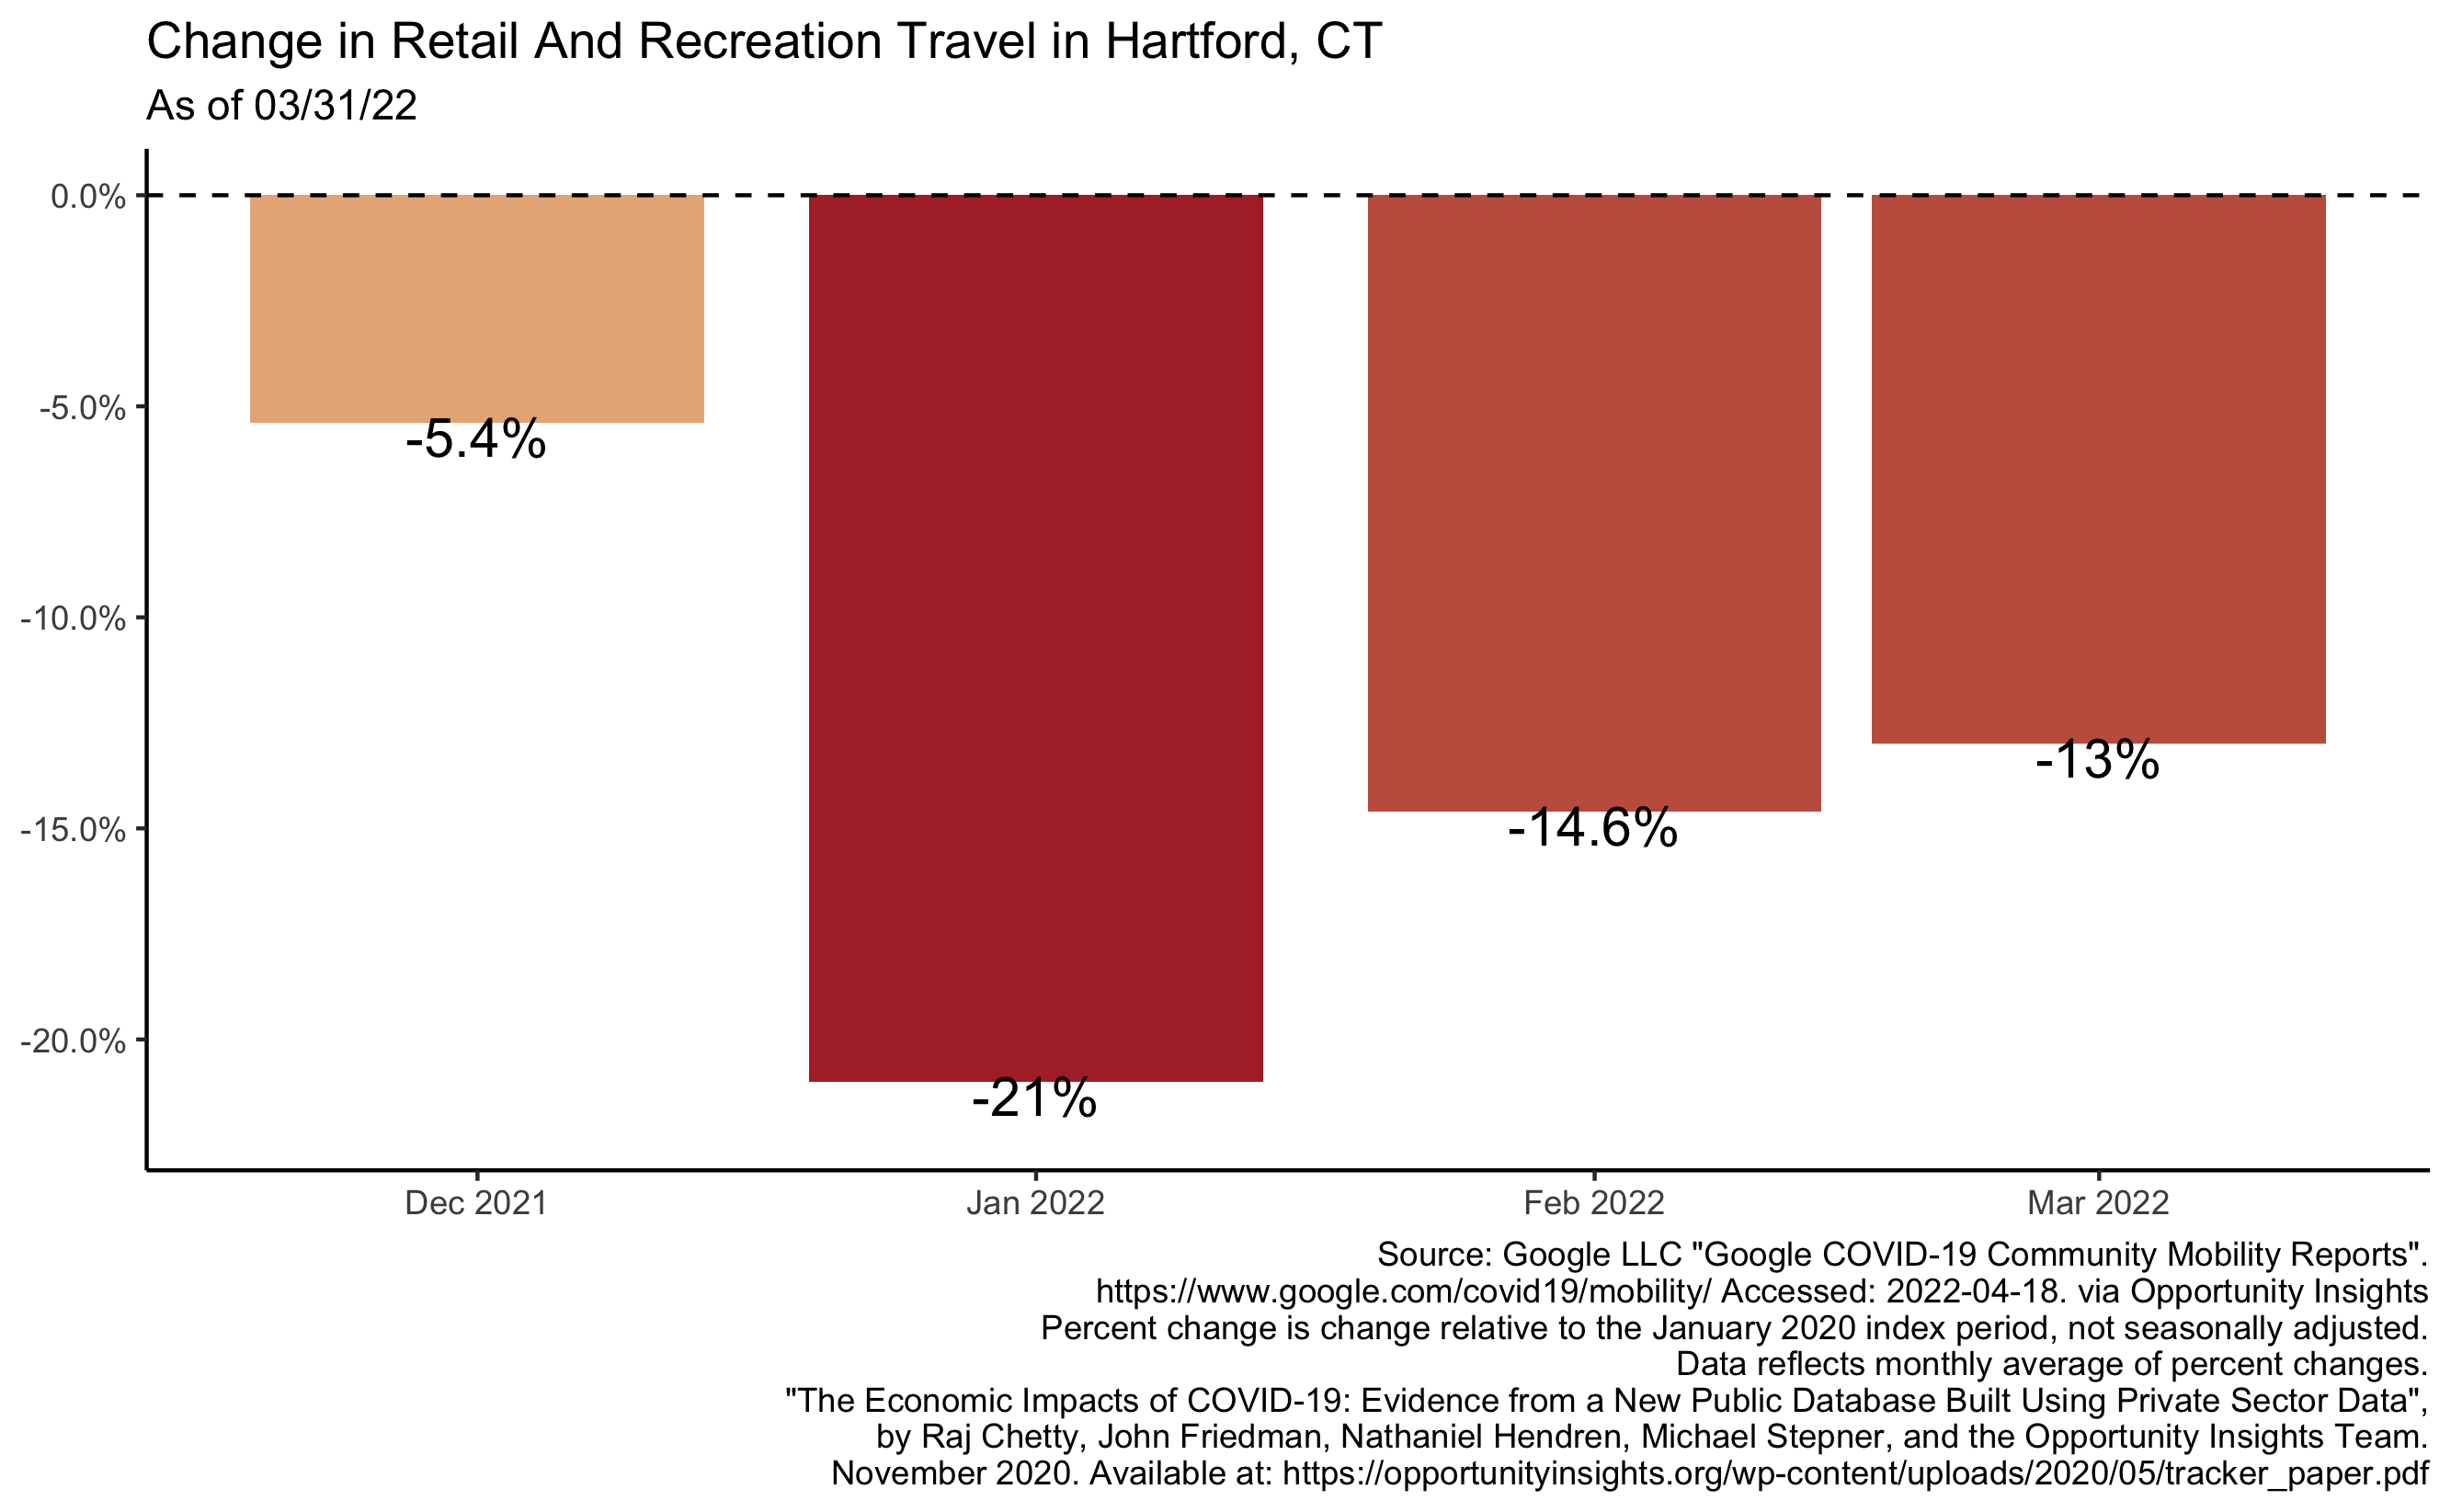 Change in Retail And Recreation Travel in Hartford, CT
As of 03/31/22
0.0%
-5.0%
-10.0%
-15.0%
-20.0%
-5.4%
-21%
-14.6%
-13%
Dec 2021
Jan 2022
Feb 2022
Mar 2022
Source: Google LLC "Google COVID-19 Community Mobility Reports".
https://www.google.com/covid19/mobility/ Accessed: 2022-04-18. via Opportunity Insights
Percent change is change relative to the January 2020 index period, not seasonally adjusted.
Data reflects monthly average of percent changes.
"The Economic Impacts of COVID-19: Evidence from a New Public Database Built Using Private Sector Data",
by Raj Chetty, John Friedman, Nathaniel Hendren, Michael Stepner, and the Opportunity Insights Team.
November 2020. Available at: https://opportunityinsights.org/wp-content/uploads/2020/05/tracker_paper.pdf